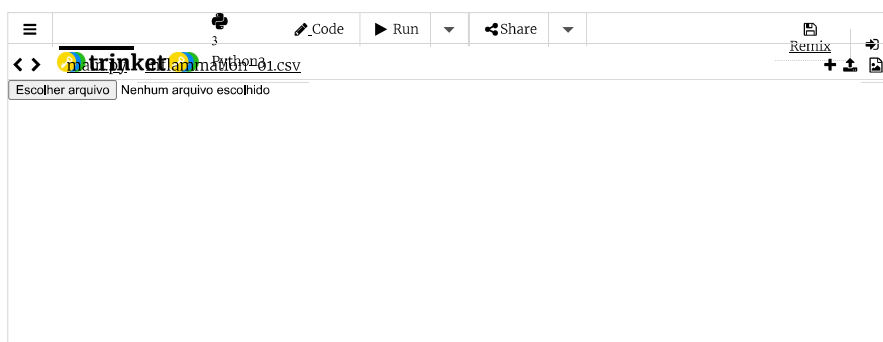 Code Run Share
3
Remix
trinket Python3
main.py inflammation-01.csv
Escolher arquivo Nenhum arquivo escolhido